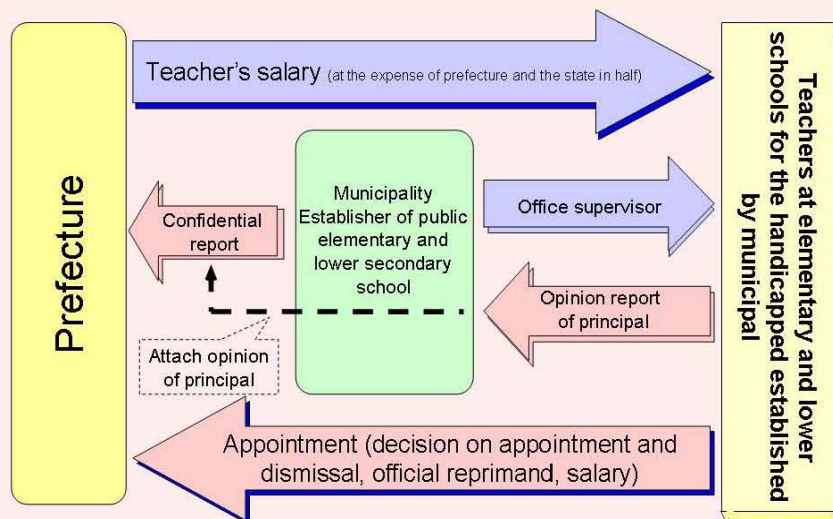 Teacher's salary (at the expense of prefecture and the state in half)
Prefecture
Confidential
report
Municipality
Establisher of public
elementary and
lower secondary
school
Office supervisor
Opinion report
of principal
Attach opinion
of principal
Appointment (decision on appointment and
dismissal, official reprimand, salary)
Teachers at elementary and lower
schools for the handicapped established
by municipal